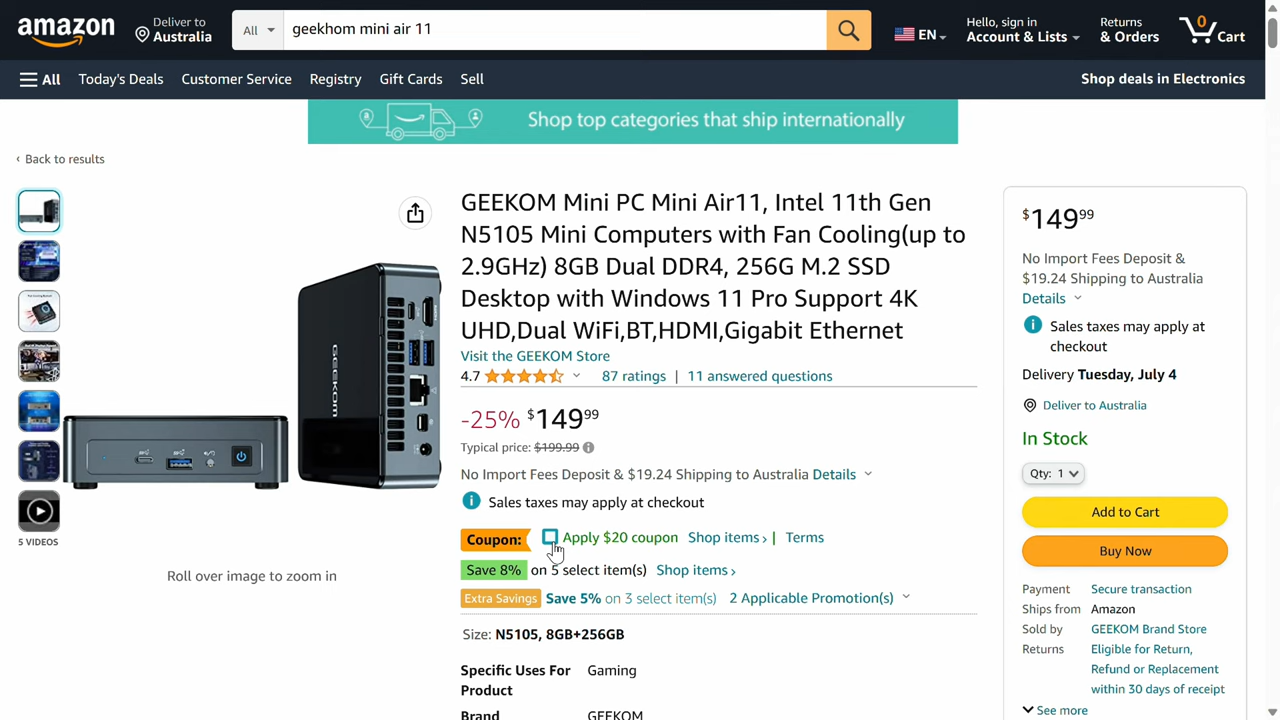 amazon
Deliver to
Australia
All
geekhom mini air 11
EN
Hello, sign in
Account & Lists
Returns
& Orders
0
Cart
All
Today's Deals
Customer Service
Registry
Gift Cards
Sell
Shop deals in Electronics
Shop top categories that ship internationally
‹ Back to results
GEEKOM Mini PC Mini Air11, Intel 11th Gen
N5105 Mini Computers with Fan Cooling(up to
2.9GHz) 8GB Dual DDR4, 256G M.2 SSD
Desktop with Windows 11 Pro Support 4K
UHD,Dual WiFi,BT,HDMI,Gigabit Ethernet
Visit the GEEKOM Store
4.7
87 ratings | 11 answered questions
-25% $149 99
Typical price: $199.99
No Import Fees Deposit & $19.24 Shipping to Australia Details
Sales taxes may apply at checkout
Coupon: Apply $20 coupon Shop items › | Terms
Save 8% on 5 select item(s) Shop items ›
Extra Savings Save 5% on 3 select item(s) 2 Applicable Promotion(s)
Size: N5105, 8GB+256GB
Specific Uses For Product
Gaming
Brand
GEEKOM
GEEKOM
5 VIDEOS
Roll over image to zoom in
$149 99
No Import Fees Deposit &
$19.24 Shipping to Australia
Details
Sales taxes may apply at
checkout
Delivery Tuesday, July 4
Deliver to Australia
In Stock
Qty: 1
Add to Cart
Buy Now
Payment Secure transaction
Ships from Amazon
Sold by GEEKOM Brand Store
Returns Eligible for Return,
Refund or Replacement
within 30 days of receipt
See more